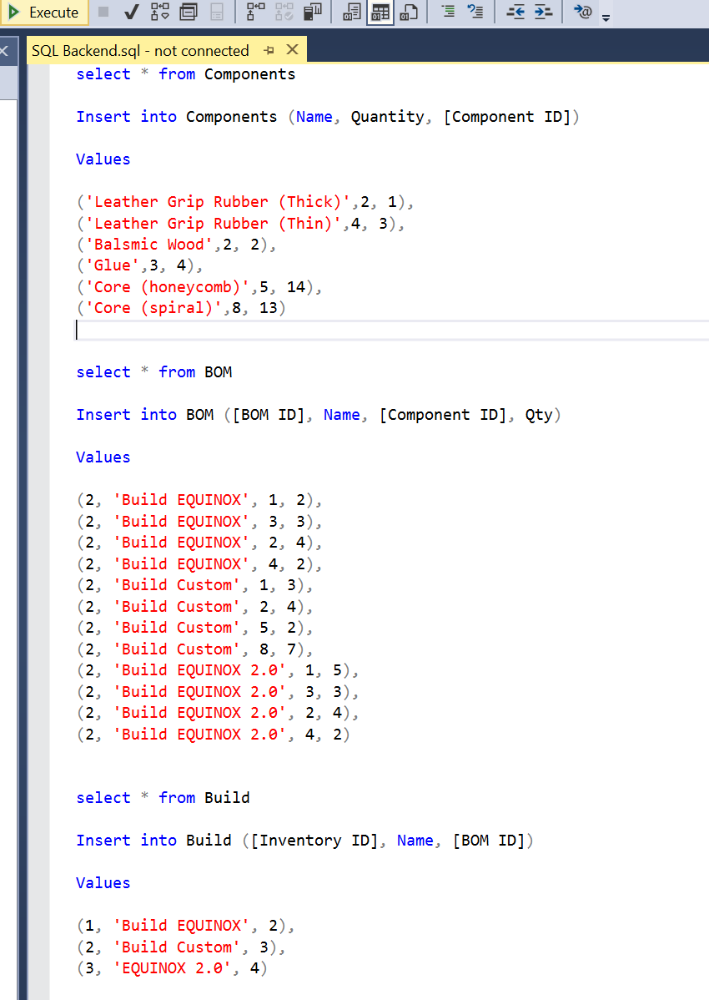 Execute
SQL Backend.sql - not connected
select * from Components
Insert into Components (Name, Quantity, [Component ID])
Values
('Leather Grip Rubber (Thick)',2, 1),
('Leather Grip Rubber (Thin)',4, 3),
('Balsmic Wood',2, 2),
('Glue',3, 4),
('Core (honeycomb)',5, 14),
('Core (spiral)',8, 13)
select * from BOM
Insert into BOM ([BOM ID], Name, [Component ID], Qty)
Values
(2, 'Build EQUINOX', 1, 2),
(2, 'Build EQUINOX', 3, 3),
(2, 'Build EQUINOX', 2, 4),
(2, 'Build EQUINOX', 4, 2),
(2, 'Build Custom', 1, 3),
(2, 'Build Custom', 2, 4),
(2, 'Build Custom', 5, 2),
(2, 'Build Custom', 8, 7),
(2, 'Build EQUINOX 2.0', 1, 5),
(2, 'Build EQUINOX 2.0', 3, 3),
(2, 'Build EQUINOX 2.0', 2, 4),
(2, 'Build EQUINOX 2.0', 4, 2)
select * from Build
Insert into Build ([Inventory ID], Name, [BOM ID])
Values
(1, 'Build EQUINOX', 2),
(2, 'Build Custom', 3),
(3, 'EQUINOX 2.0', 4)